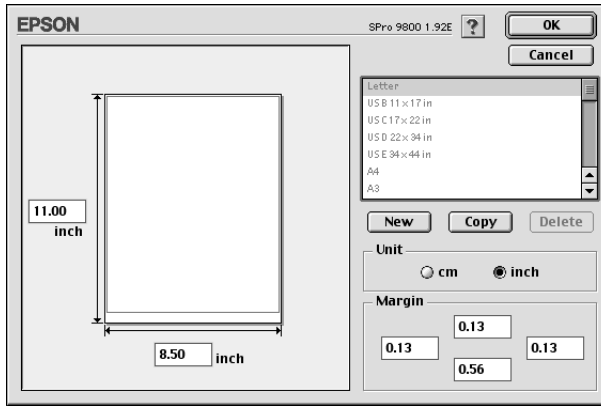 EPSON
SPro 9800 1.92E
?
OK
Cancel
Letter
US B 11×17 in
US C 17×22 in
US D 22×34 in
US E 34×44 in
A4
A3
New
Copy
Delete
11.00
inch
8.50 inch
Unit
cm
inch
Margin
0.13
0.13
0.13
0.56